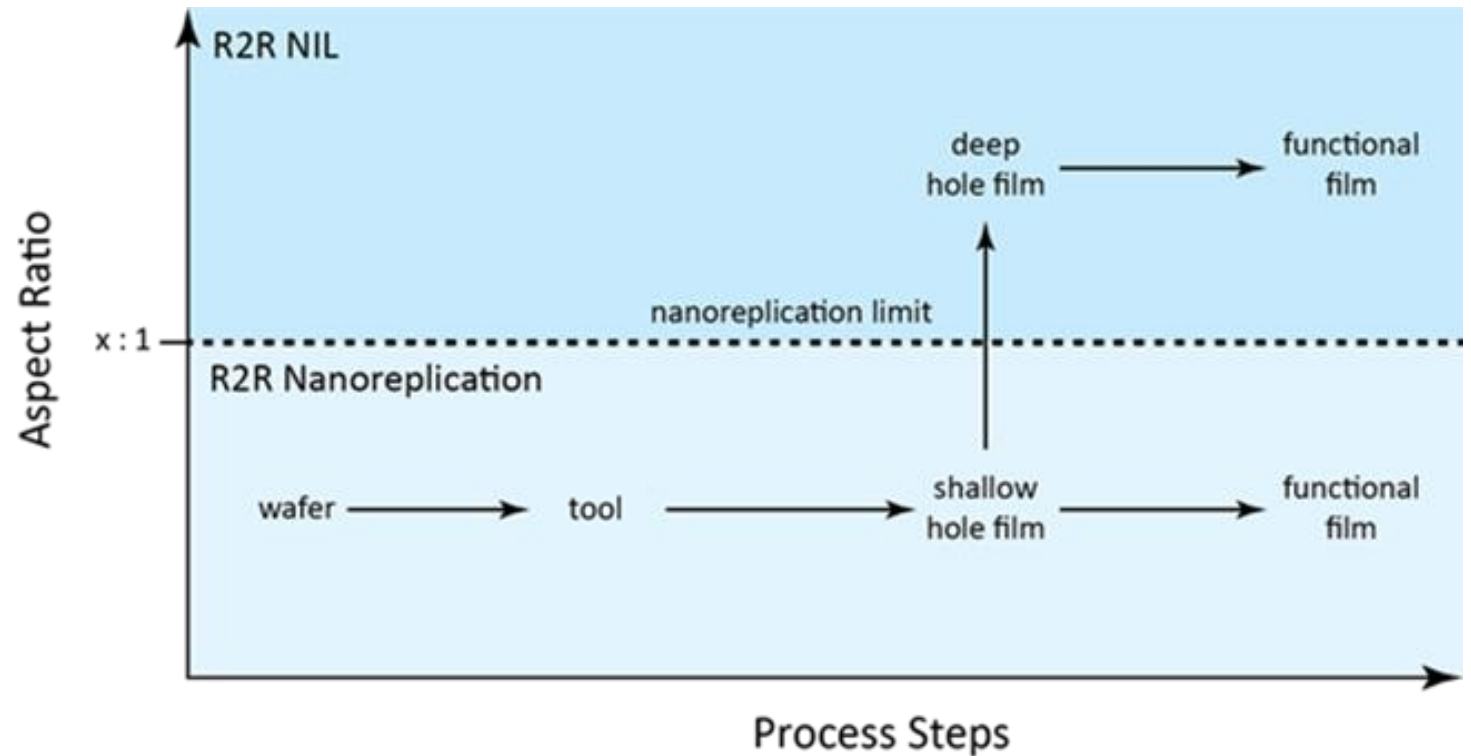 R2R NIL
deep
hole film
functional
film
nanoreplication limit
x : 1
R2R Nanoreplication
Aspect Ratio
wafer
tool
shallow
hole film
functional
film
Process Steps